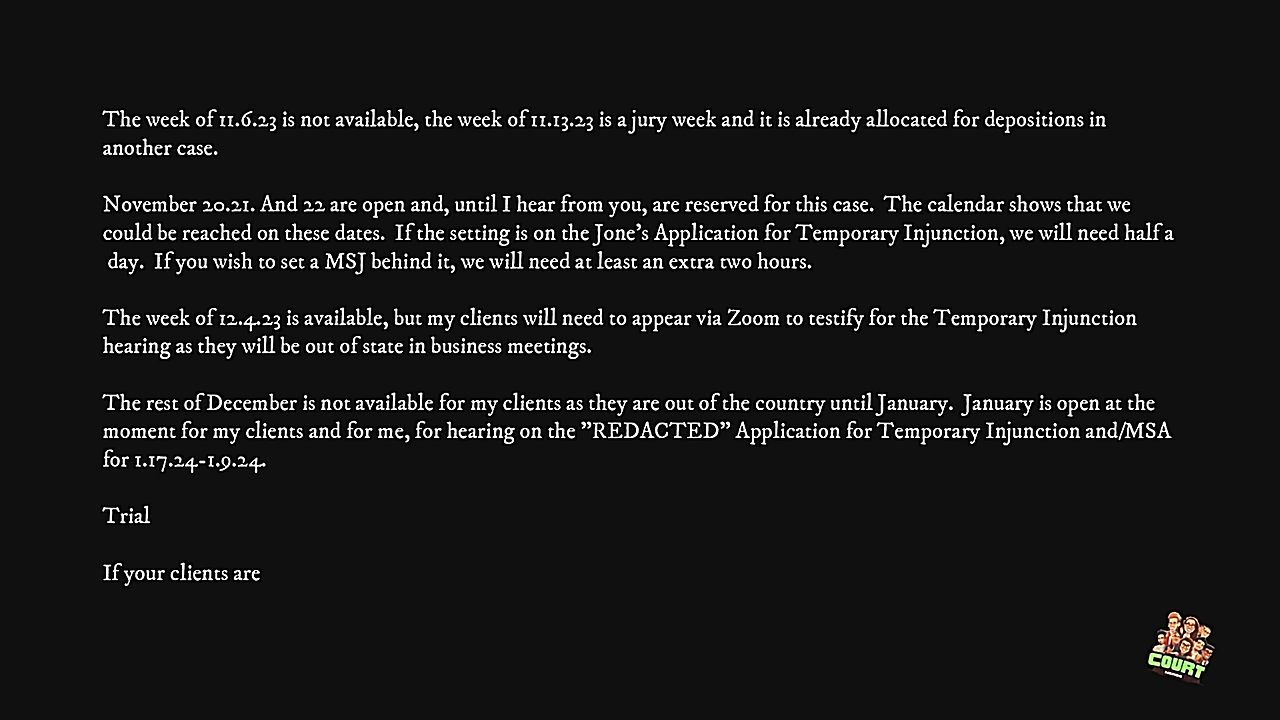 The week of 11.6.23 is not available, the week of 11.13.23 is a jury week and it is already allocated for depositions in
another case.
November 20.21. And 22 are open and, until I hear from you, are reserved for this case.  The calendar shows that we
could be reached on these dates.  If the setting is on the Jone's Application for Temporary Injunction, we will need half a
day.  If you wish to set a MSJ behind it, we will need at least an extra two hours.
The week of 12.4.23 is available, but my clients will need to appear via Zoom to testify for the Temporary Injunction
hearing as they will be out of state in business meetings.
The rest of December is not available for my clients as they are out of the country until January.  January is open at the
moment for my clients and for me, for hearing on the "REDACTED" Application for Temporary Injunction and/MSA
for 1.17.24-1.9.24.
Trial
If your clients are
COURT